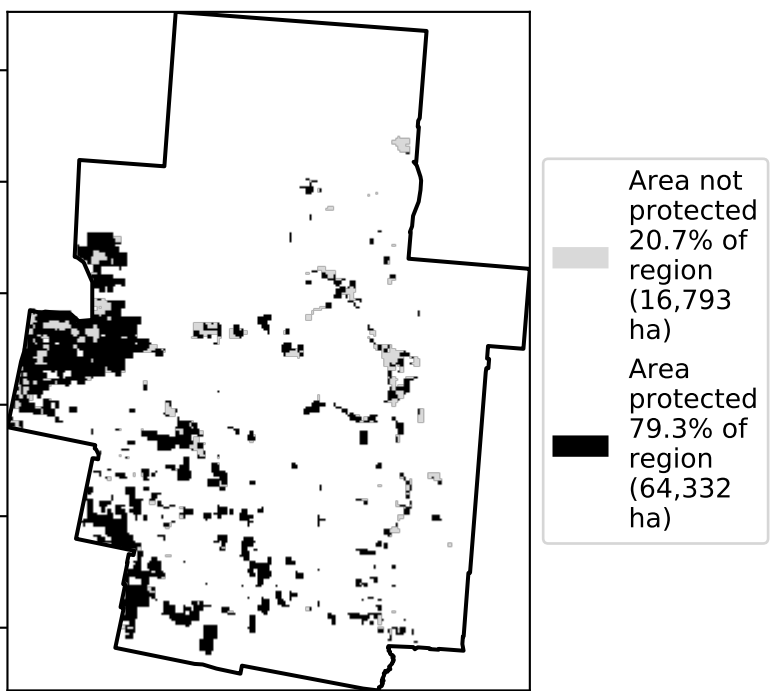 Area not
protected
20.7% of
region
(16,793
ha)
Area
protected
79.3% of
region
(64,332
ha)